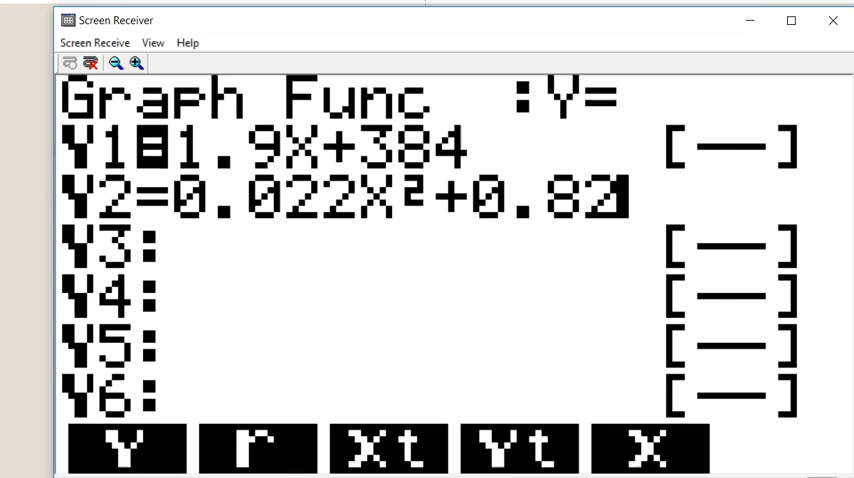 Screen Receiver
Screen Receive View Help
Graph Func :Y=
Y1=1.9X+384 [—]
Y2=0.022X²+0.82
Y3: [—]
Y4: [—]
Y5: [—]
Y6: [—]
Y r Xt Yt X